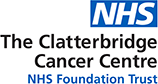 NHS
The Clatterbridge
Cancer Centre
NHS Foundation Trust